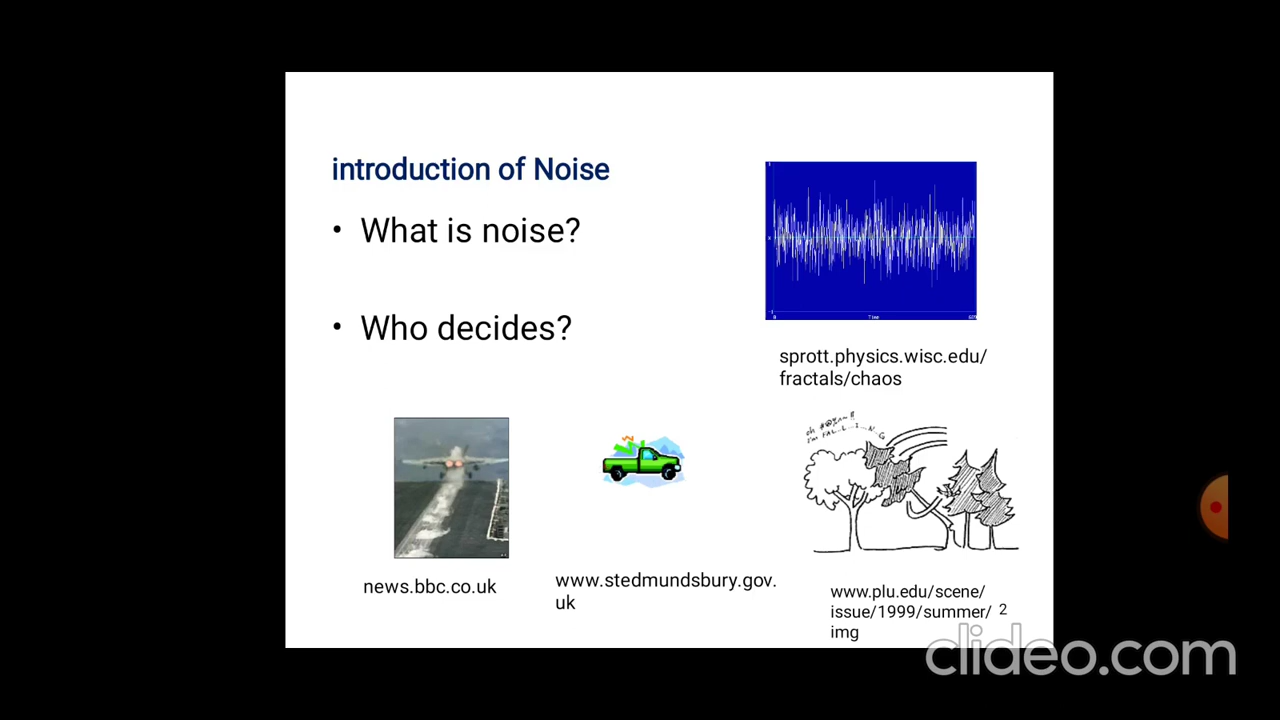 introduction of Noise
• What is noise?
• Who decides?
sprott.physics.wisc.edu/
fractals/chaos
news.bbc.co.uk
www.stedmundsbury.gov.
uk
www.plu.edu/scene/
issue/1999/summer/
img
2
clideo.com